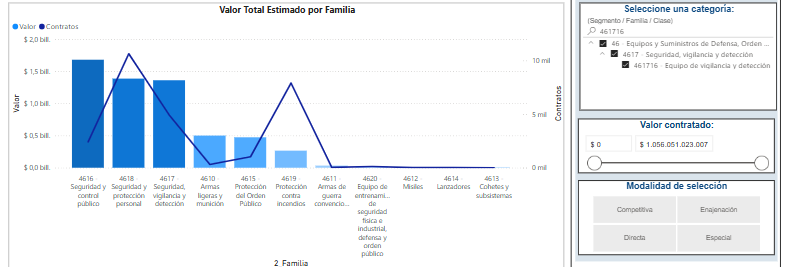 Valor Total Estimado por Familia
Valor Contratos
$ 2,0 bill.
$ 1,5 bill.
$ 1,0 bill.
$ 0,5 bill.
$ 0,0 bill.
Valor
10 mil
5 mil
0 mil
Contratos
4616
Seguridad y
control
público
4618
Seguridad y
protección
personal
4617
Seguridad,
vigilancia y
detección
4610
Armas
ligeras y
munición
4615
Protección
del Orden
Público
4619
Protección
contra
incendios
4611
Armas de
guerra
convencio...
4620
Equipo de
entrenami...
de
seguridad
física e
industrial,
defensa y
orden
público
4612
Misiles
4614
Lanzadores
4613
Cohetes y
subsistemas
2_Familia
Seleccione una categoría:
(Segmento / Familia / Clase)
461716
46 - Equipos y Suministros de Defensa, Orden ...
4617 - Seguridad, vigilancia y detección
461716 - Equipo de vigilancia y detección
Valor contratado:
$ 0
$ 1.056.051.023.007
Modalidad de selección
Competitiva
Enajenación
Directa
Especial